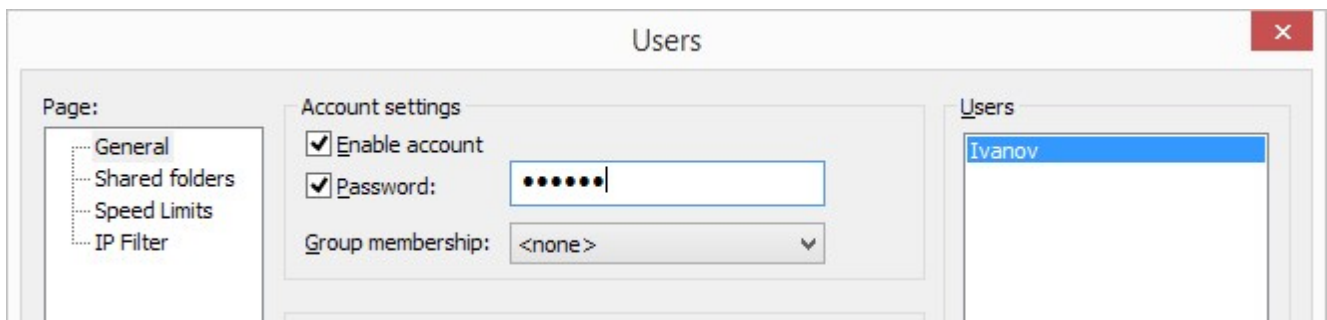 Users
Page:
General
Shared folders
Speed Limits
IP Filter
Account settings
Enable account
Password: ••••••
Group membership: <none>
Users
Ivanov